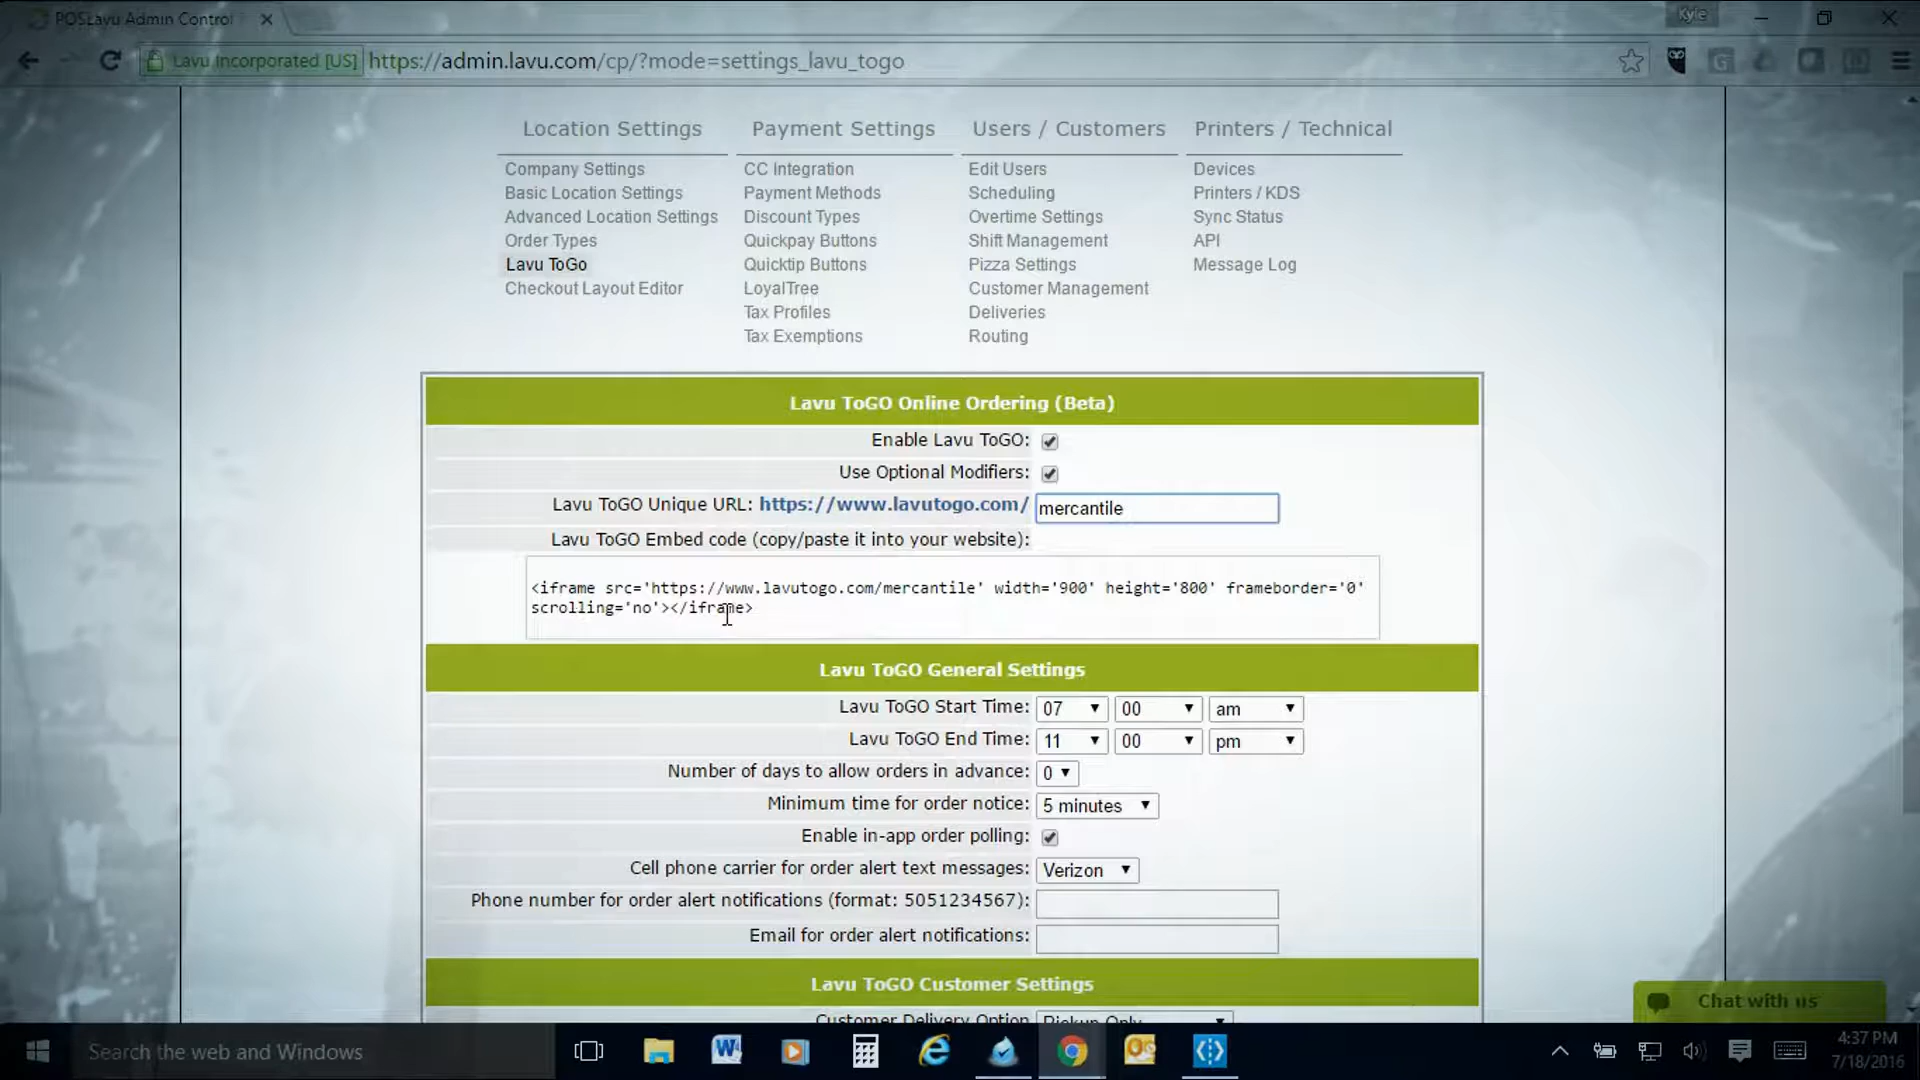 POSLavu Admin Control
Kyle
Lavu Incorporated [US]
https://admin.lavu.com/cp/?mode=settings_lavu_togo
Location Settings
Company Settings
Basic Location Settings
Advanced Location Settings
Order Types
Lavu ToGo
Checkout Layout Editor
Payment Settings
CC Integration
Payment Methods
Discount Types
Quickpay Buttons
Quicktip Buttons
LoyalTree
Tax Profiles
Tax Exemptions
Users / Customers
Edit Users
Scheduling
Overtime Settings
Shift Management
Pizza Settings
Customer Management
Deliveries
Routing
Printers / Technical
Devices
Printers / KDS
Sync Status
API
Message Log
Lavu ToGO Online Ordering (Beta)
Enable Lavu ToGO:
Use Optional Modifiers:
Lavu ToGO Unique URL: https://www.lavutogo.com/ mercantile
Lavu ToGO Embed code (copy/paste it into your website):
<iframe src='https://www.lavutogo.com/mercantile' width='900' height='800' frameborder='0'
scrolling='no'></iframe>
Lavu ToGO General Settings
Lavu ToGO Start Time: 07 00 am
Lavu ToGO End Time: 11 00 pm
Number of days to allow orders in advance: 0
Minimum time for order notice: 5 minutes
Enable in-app order polling:
Cell phone carrier for order alert text messages: Verizon
Phone number for order alert notifications (format: 5051234567):
Email for order alert notifications:
Lavu ToGO Customer Settings
Customer Delivery Option Pickup Only
Chat with us
Search the web and Windows
4:37 PM
7/18/2016